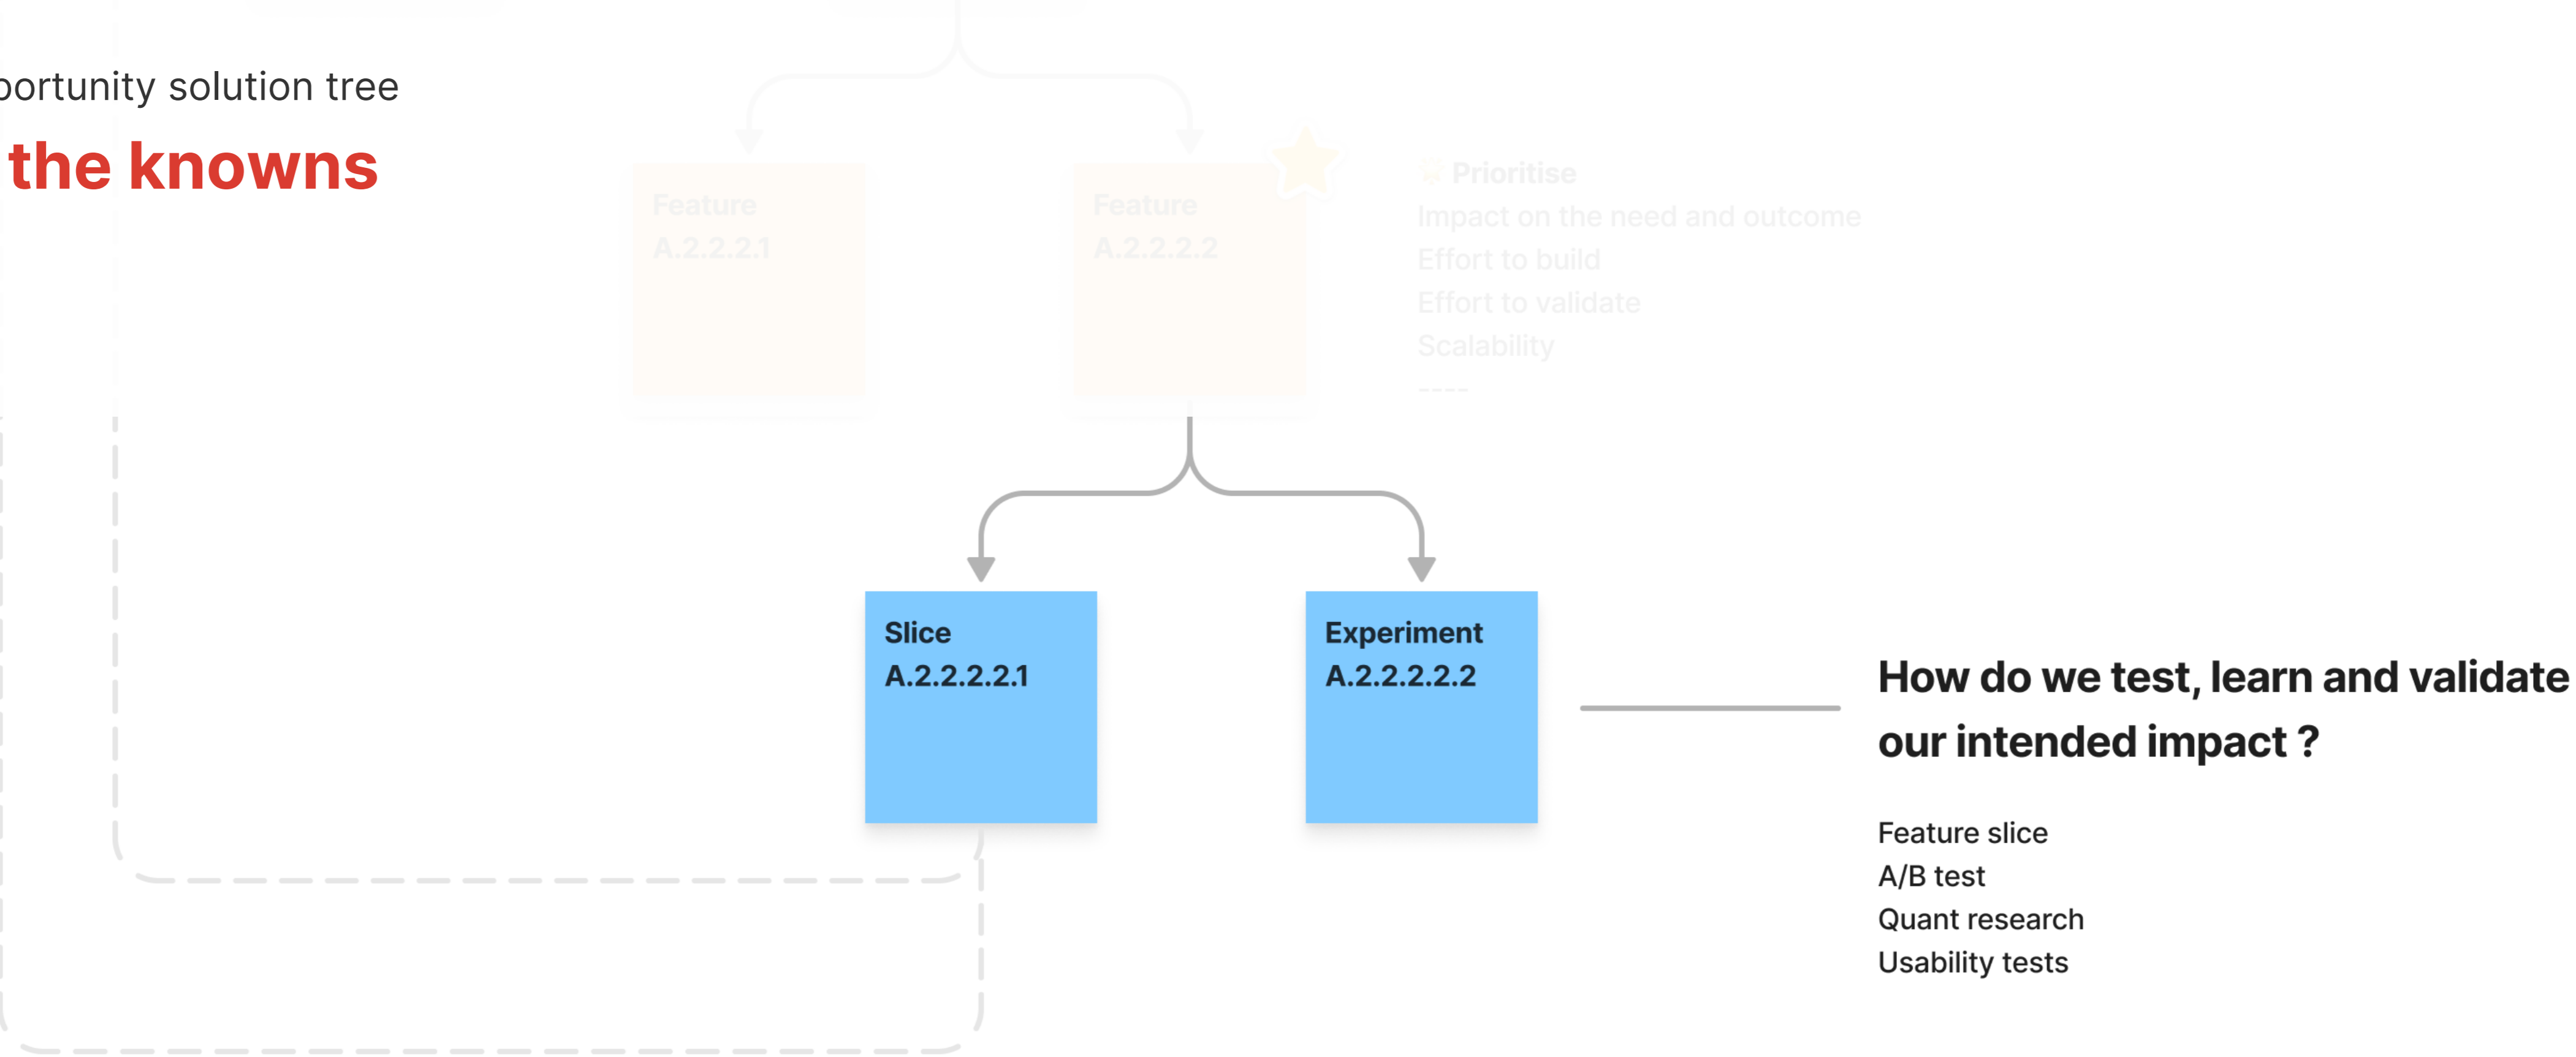 portunity solution tree
the knowns
Feature
A.2.2.2.1
Feature
A.2.2.2.2
Prioritise
Impact on the need and outcome
Effort to build
Effort to validate
Scalability
----
Slice
A.2.2.2.2.1
Experiment
A.2.2.2.2.2
How do we test, learn and validate
our intended impact ?
Feature slice
A/B test
Quant research
Usability tests